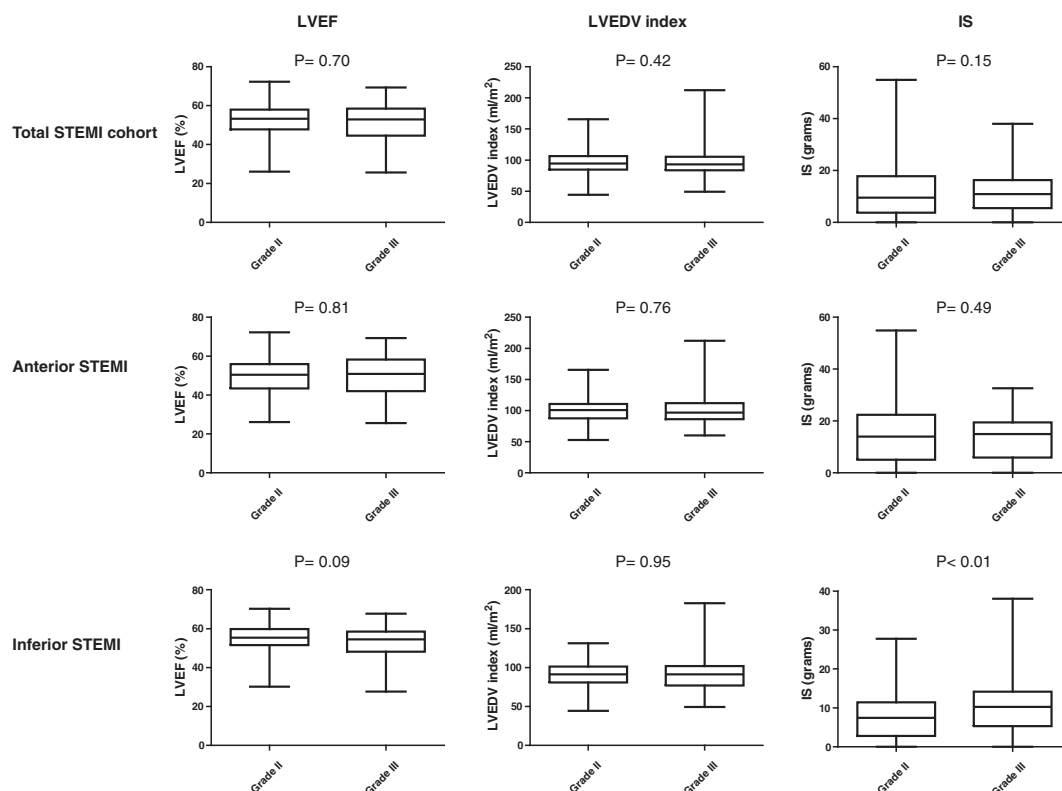 LVEF LVEDV index IS
Total STEMI cohort
P= 0.70
LVEF (%)
80
60
40
20
0
Grade II Grade III
P= 0.42
LVEDV index (ml/m²)
250
200
150
100
50
0
Grade II Grade III
P= 0.15
IS (grams)
60
40
20
0
Grade II Grade III
Anterior STEMI
P= 0.81
LVEF (%)
80
60
40
20
0
Grade II Grade III
P= 0.76
LVEDV index (ml/m²)
250
200
150
100
50
0
Grade II Grade III
P= 0.49
IS (grams)
60
40
20
0
Grade II Grade III
Inferior STEMI
P= 0.09
LVEF (%)
80
60
40
20
0
Grade II Grade III
P= 0.95
LVEDV index (ml/m²)
200
150
100
50
0
Grade II Grade III
P< 0.01
IS (grams)
40
30
20
10
0
Grade II Grade III